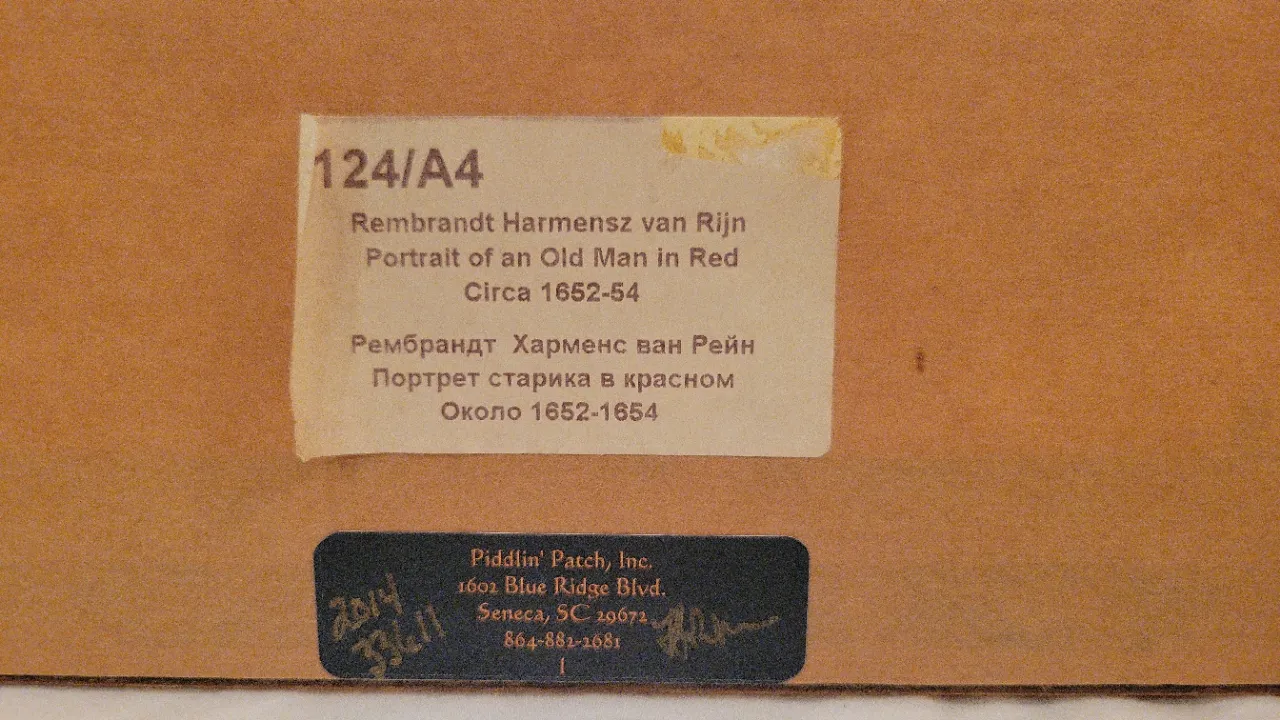 124/A4
Rembrandt Harmensz van Rijn
Portrait of an Old Man in Red
Circa 1652-54
Рембрандт Харменс ван Рейн
Портрет старика в красном
Около 1652-1654
Piddlin' Patch, Inc.
1602 Blue Ridge Blvd.
Seneca, SC 29672
864-882-2681
1
2014
33611